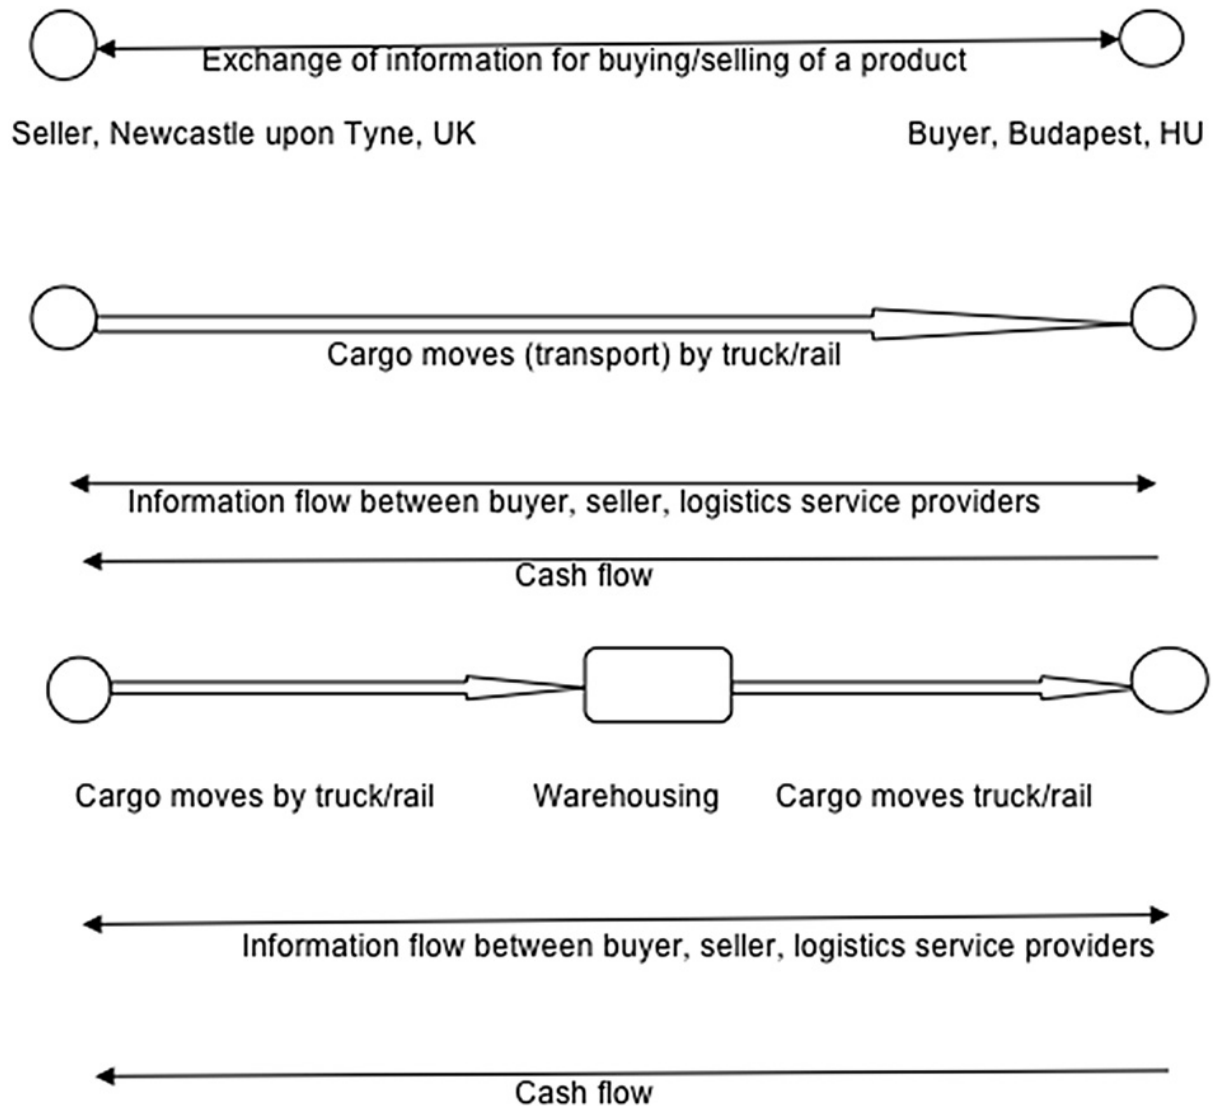 Exchange of information for buying/selling of a product
Seller, Newcastle upon Tyne, UK
Buyer, Budapest, HU
Cargo moves (transport) by truck/rail
Information flow between buyer, seller, logistics service providers
Cash flow
Cargo moves by truck/rail
Warehousing
Cargo moves truck/rail
Information flow between buyer, seller, logistics service providers
Cash flow